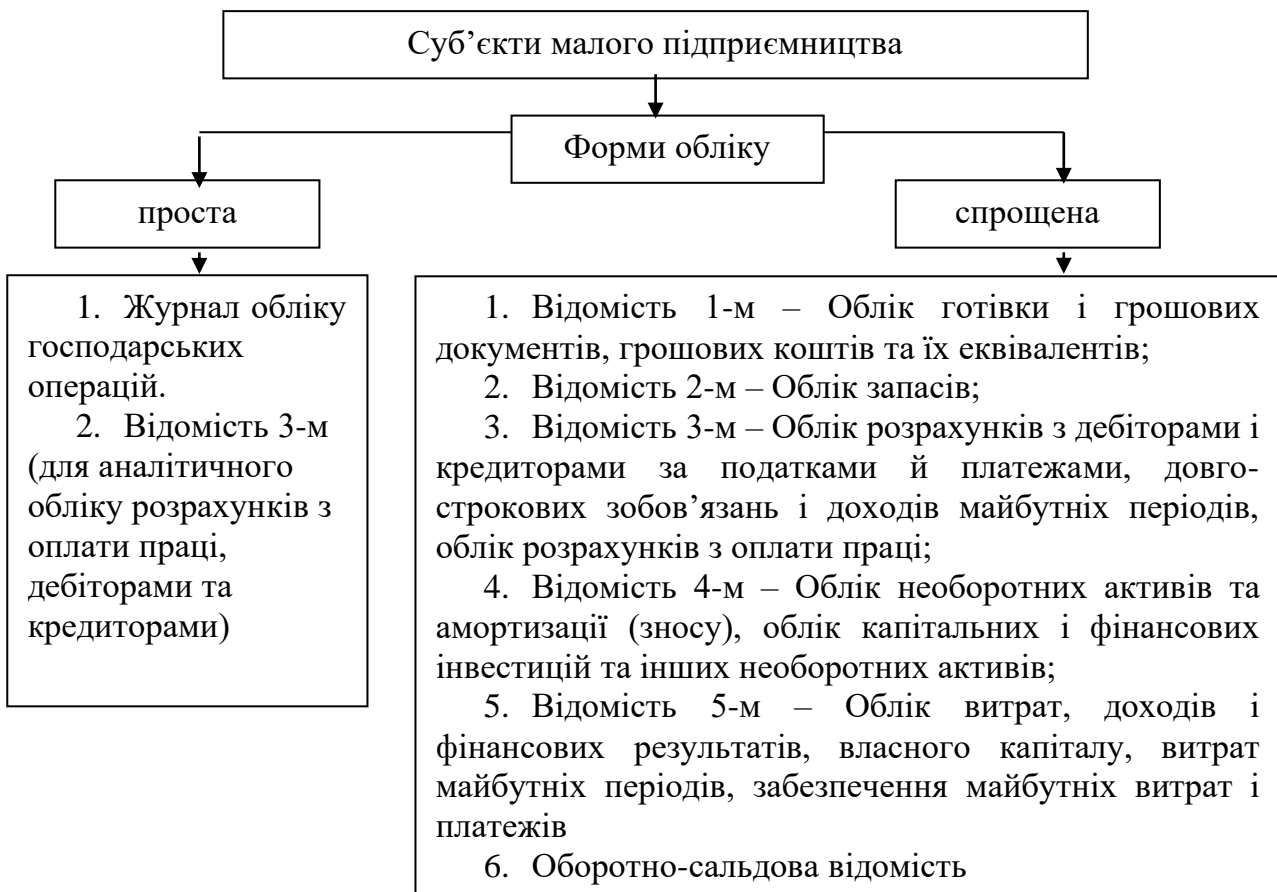 Суб’єкти малого підприємництва
Форми обліку
проста
спрощена
1. Журнал обліку
господарських
операцій.
2. Відомість 3-м
(для аналітичного
обліку розрахунків з
оплати праці,
дебіторами та
кредиторами)
1. Відомість 1-м – Облік готівки і грошових
документів, грошових коштів та їх еквівалентів;
2. Відомість 2-м – Облік запасів;
3. Відомість 3-м – Облік розрахунків з дебіторами і
кредиторами за податками й платежами, довго-
строкових зобов’язань і доходів майбутніх періодів,
облік розрахунків з оплати праці;
4. Відомість 4-м – Облік необоротних активів та
амортизації (зносу), облік капітальних і фінансових
інвестицій та інших необоротних активів;
5. Відомість 5-м – Облік витрат, доходів і
фінансових результатів, власного капіталу, витрат
майбутніх періодів, забезпечення майбутніх витрат і
платежів
6. Оборотно-сальдова відомість